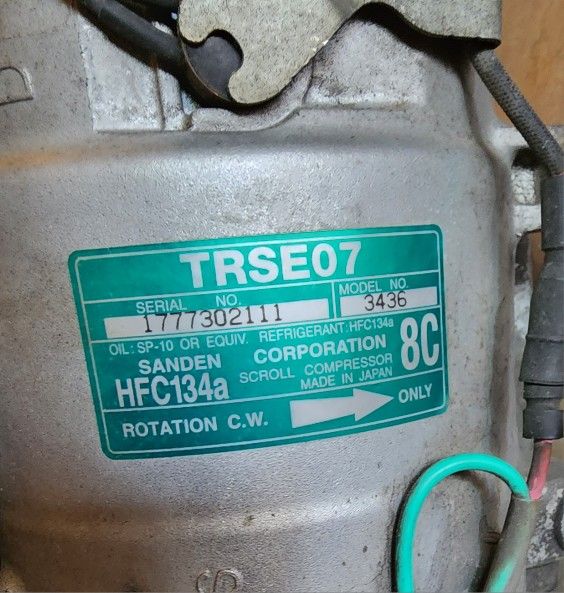 TRSE07
SERIAL NO. MODEL NO.
1777302111 3436
OIL: SP-10 OR EQUIV. REFRIGERANT:HFC134a
SANDEN CORPORATION 8C
HFC134a SCROLL COMPRESSOR
MADE IN JAPAN
ROTATION C.W. ONLY